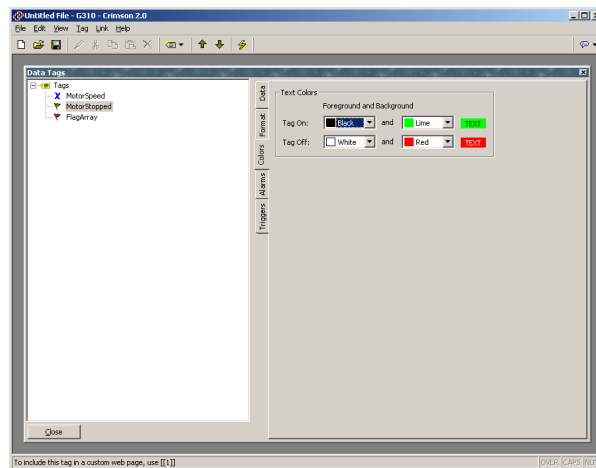 Untitled File - G310 - Crimson 2.0
File Edit View Tag Link Help
Data Tags
Tags
MotorSpeed
MotorStopped
FlagArray
Data
Format
Colors
Alarms
Triggers
Text Colors
Foreground and Background
Tag On: Black and Lime TEXT
Tag Off: White and Red TEXT
Close
To include this tag in a custom web page, use [[1]]
OVER CAPS